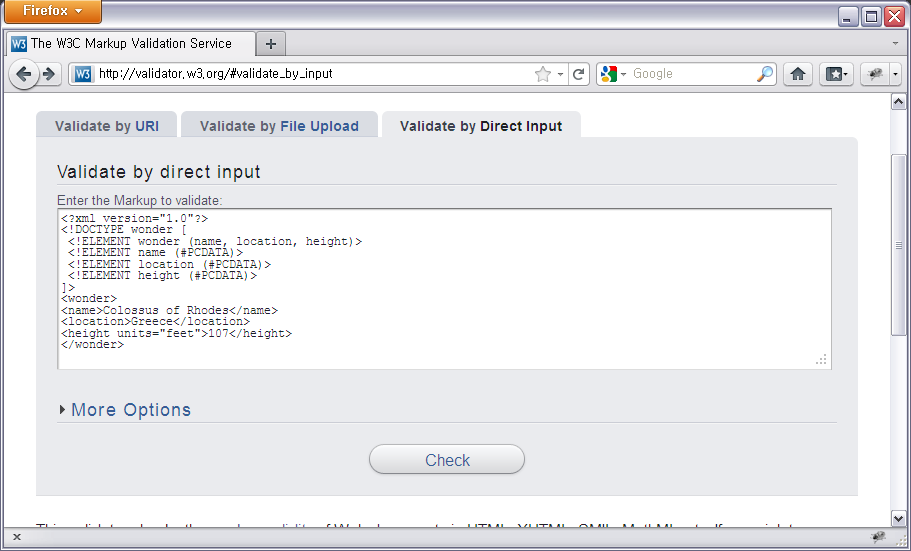 Firefox
The W3C Markup Validation Service
http://validator.w3.org/#validate_by_input
Google
Validate by URI
Validate by File Upload
Validate by Direct Input
Validate by direct input
Enter the Markup to validate:
<?xml version="1.0"?>
<!DOCTYPE wonder [
<!ELEMENT wonder (name, location, height)>
<!ELEMENT name (#PCDATA)>
<!ELEMENT location (#PCDATA)>
<!ELEMENT height (#PCDATA)>
]>
<wonder>
<name>Colossus of Rhodes</name>
<location>Greece</location>
<height units="feet">107</height>
</wonder>
More Options
Check